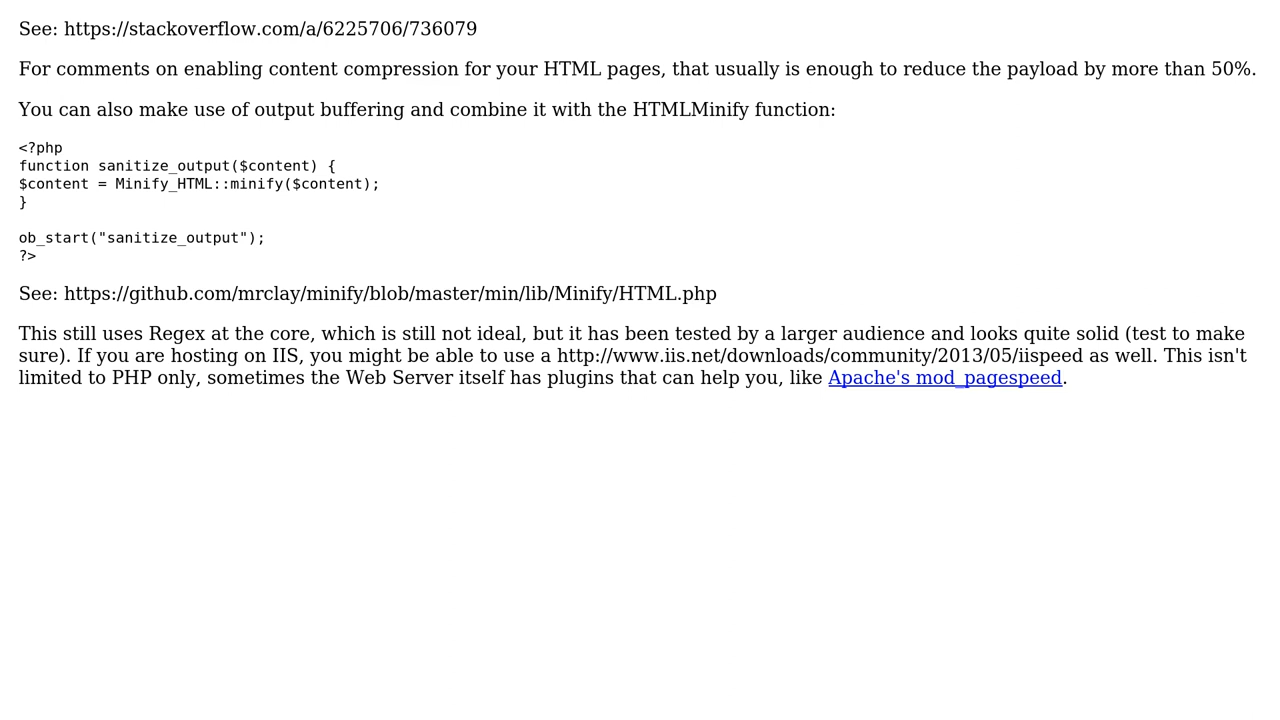 See: https://stackoverflow.com/a/6225706/736079
For comments on enabling content compression for your HTML pages, that usually is enough to reduce the payload by more than 50%.
You can also make use of output buffering and combine it with the HTMLMinify function:
<?php
function sanitize_output($content) {
$content = Minify_HTML::minify($content);
}
ob_start("sanitize_output");
?>
See: https://github.com/mrclay/minify/blob/master/min/lib/Minify/HTML.php
This still uses Regex at the core, which is still not ideal, but it has been tested by a larger audience and looks quite solid (test to make
sure). If you are hosting on IIS, you might be able to use a http://www.iis.net/downloads/community/2013/05/iispeed as well. This isn't
limited to PHP only, sometimes the Web Server itself has plugins that can help you, like Apache's mod_pagespeed.